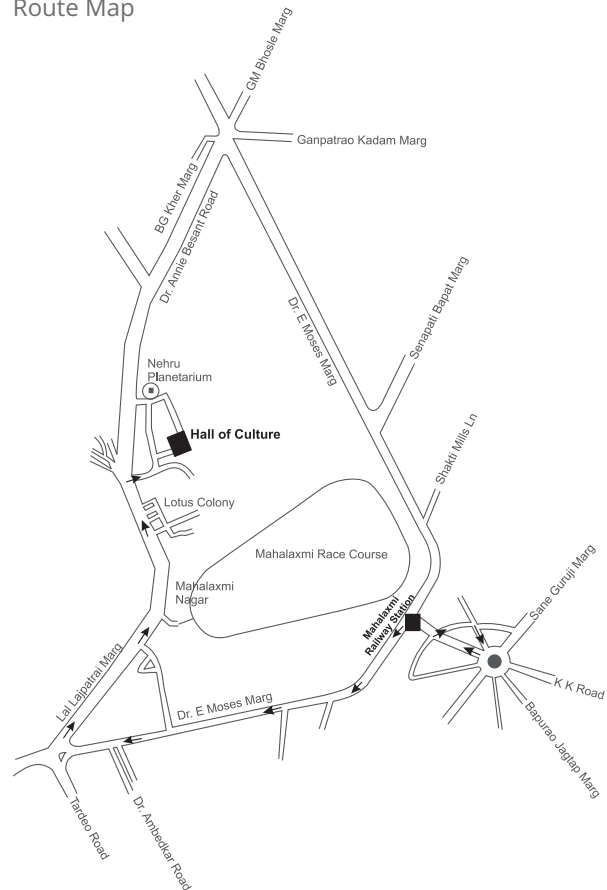 Route Map
GM Bhosle Marg
Ganpatrao Kadam Marg
BG Kher Marg
Dr. Annie Besant Road
Dr. E Moses Marg
Senapati Bapat Marg
Nehru
Planetarium
Hall of Culture
Shakti Mills Ln
Lotus Colony
Mahalaxmi Race Course
Mahalaxmi
Nagar
Mahalaxmi
Railway Station
Sane Guruji Marg
Lal Lajpatrai Marg
K K Road
Dr. E Moses Marg
Bapurao Jagtap Marg
Tardeo Road
Dr. Ambedkar Road